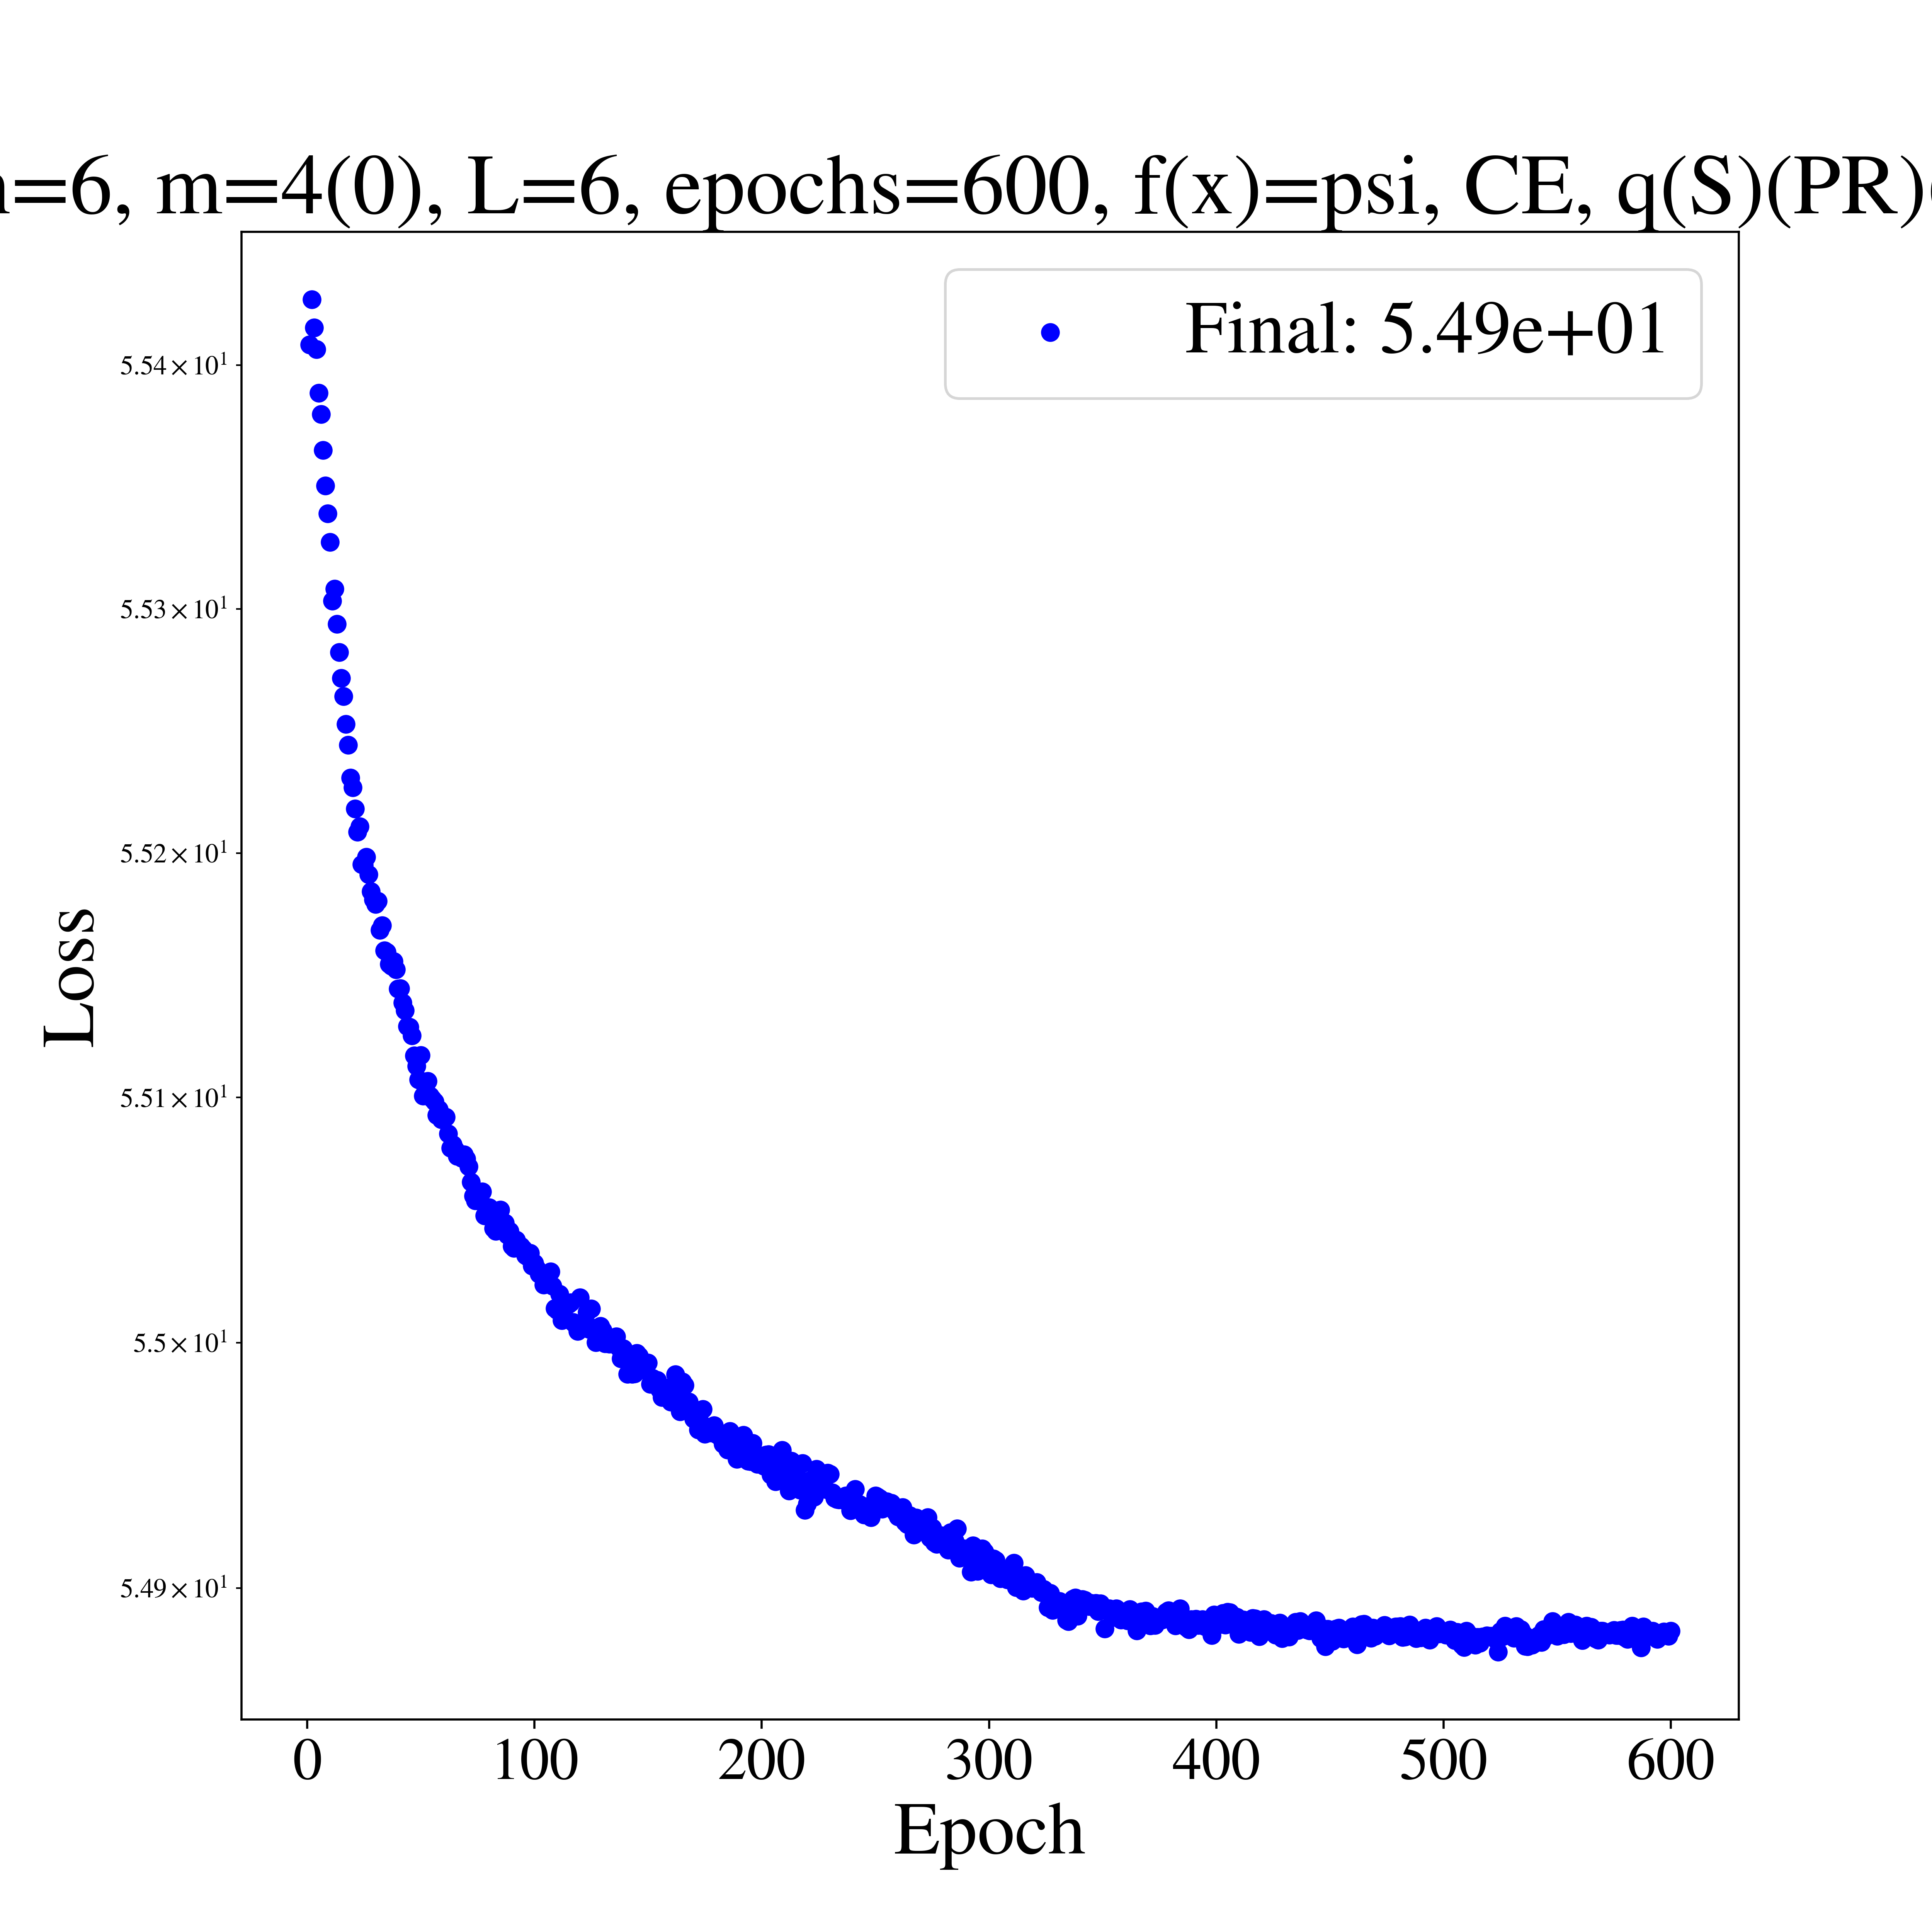 =6, m=4(0), L=6, epochs=600, f(x)=psi, CE, q(S)(PR)
Final: 5.49e+01
5.54×10¹
5.53×10¹
5.52×10¹
5.51×10¹
5.5×10¹
5.49×10¹
Loss
0 100 200 300 400 500 600
Epoch